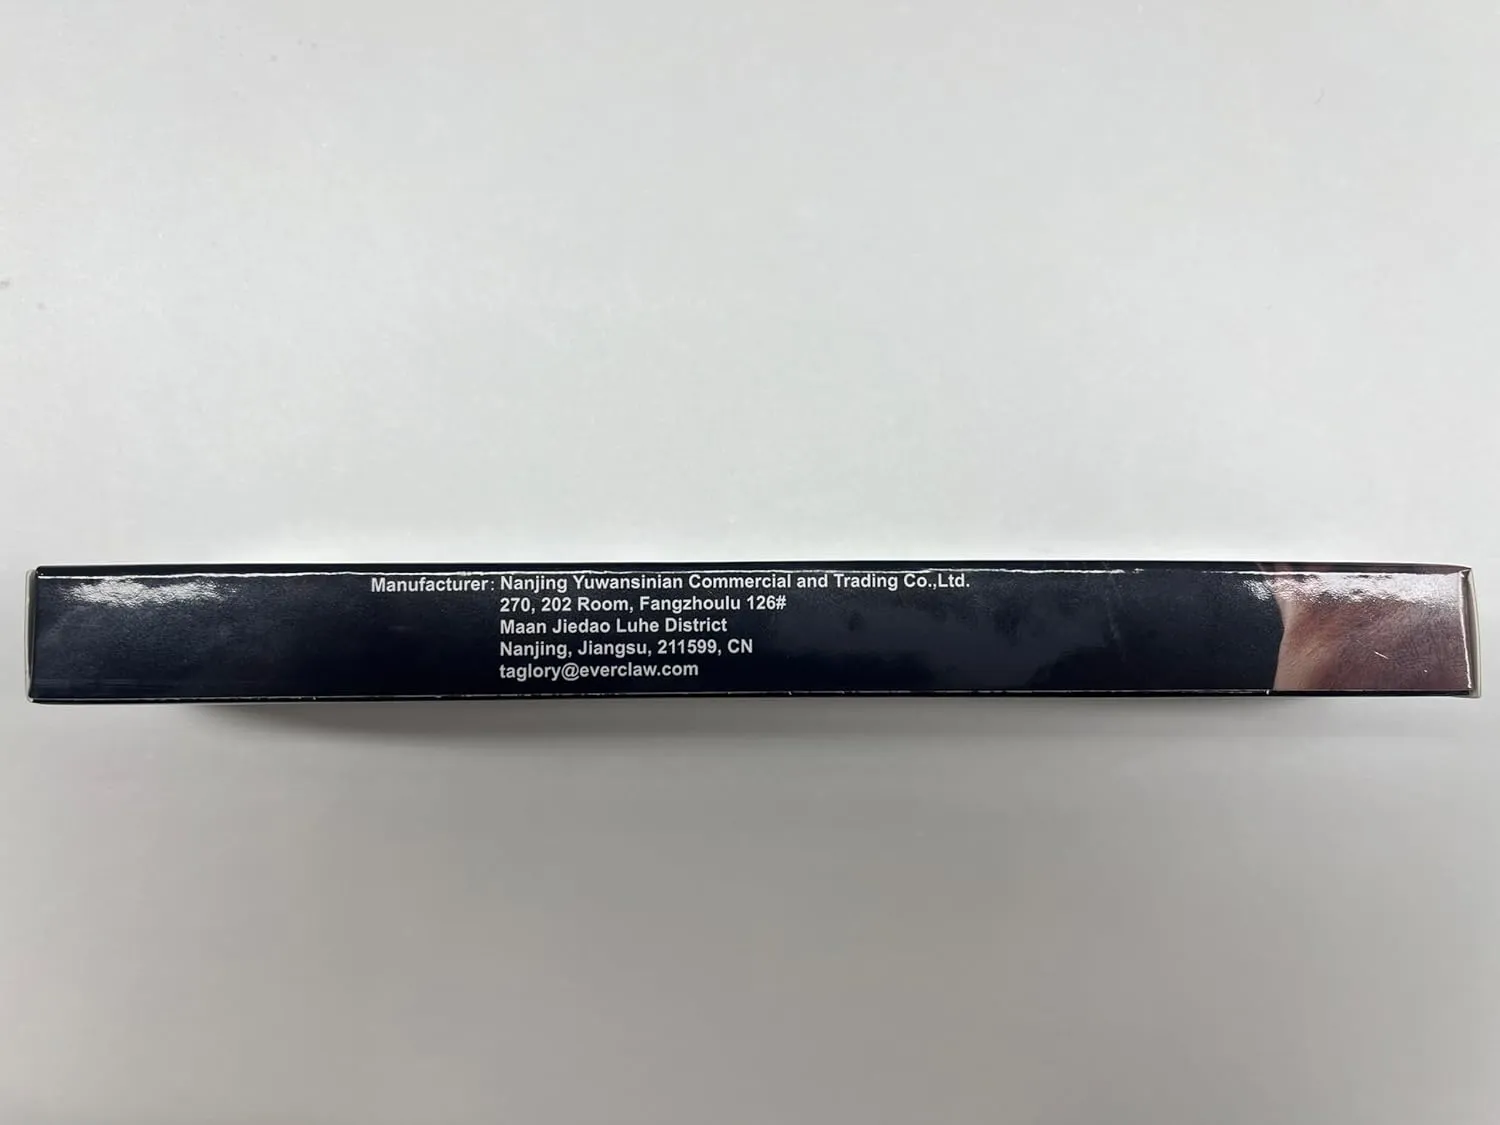 Manufacturer: Nanjing Yuwansinian Commercial and Trading Co.,Ltd.
270, 202 Room, Fangzhoulu 126#
Maan Jiedao Luhe District
Nanjing, Jiangsu, 211599, CN
taglory@everclaw.com